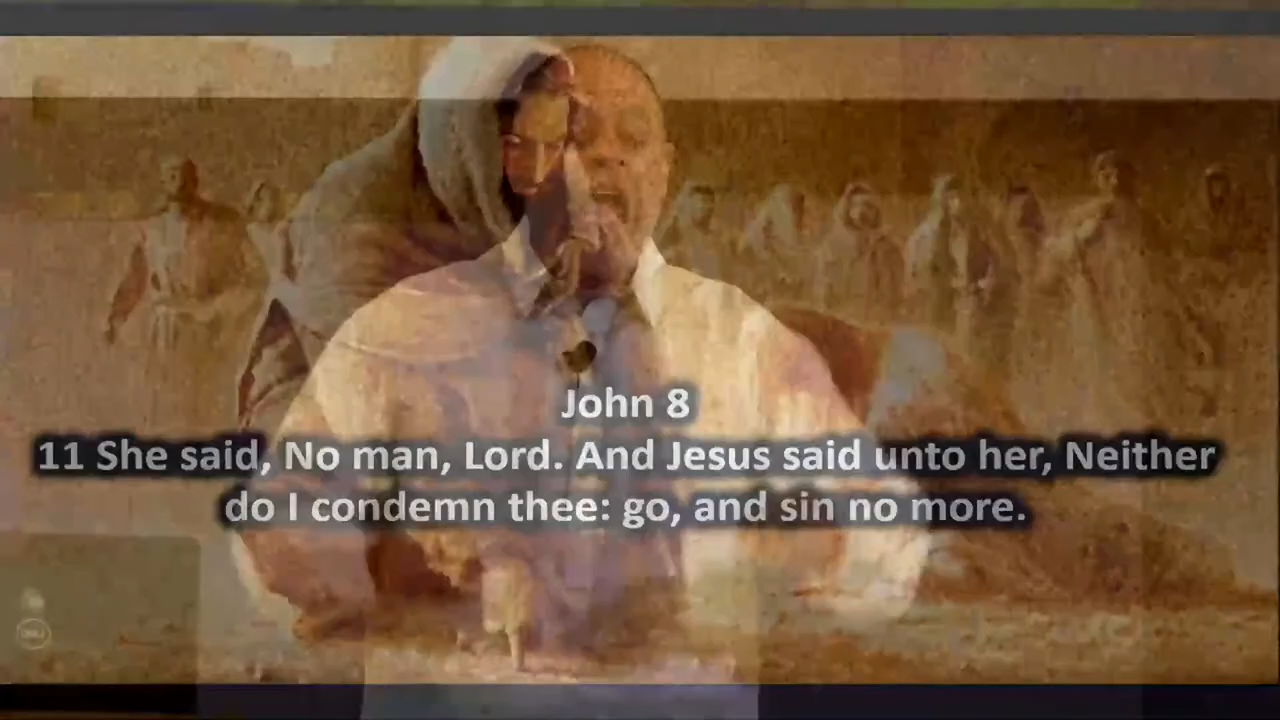 John 8
11 She said, No man, Lord. And Jesus said unto her, Neither
do I condemn thee: go, and sin no more.